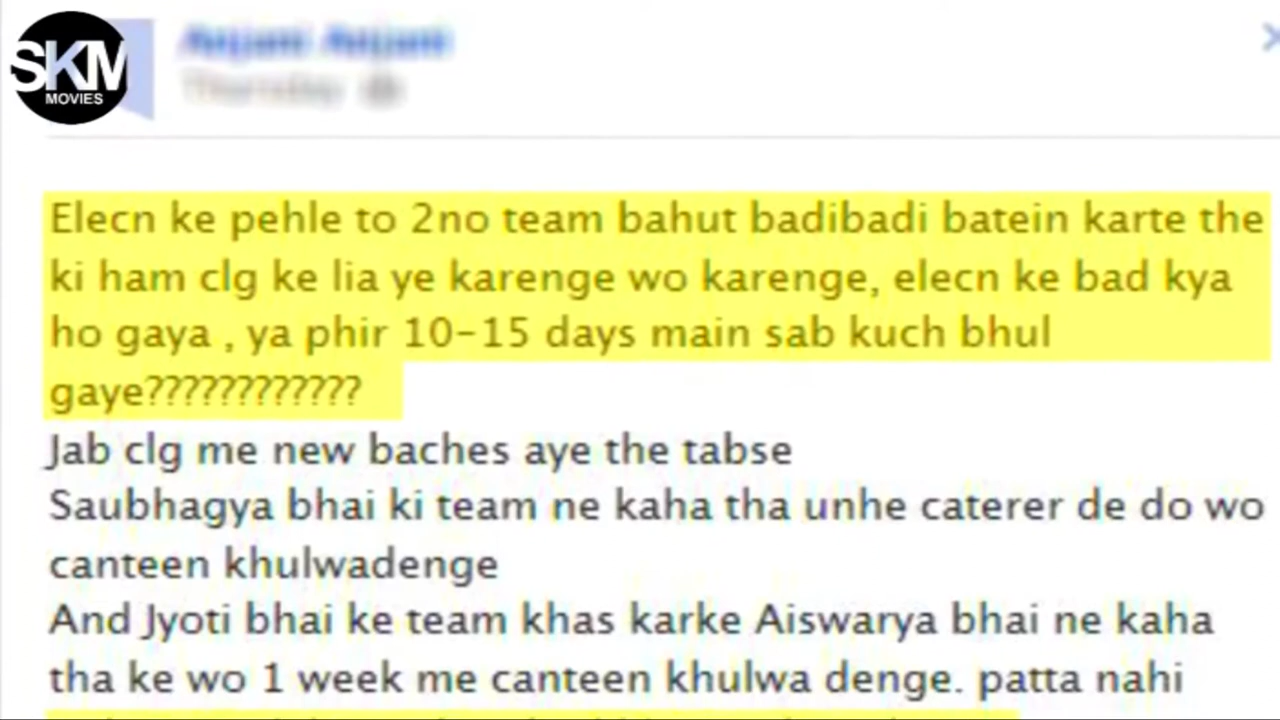 SKM
MOVIES
Elecn ke pehle to 2no team bahut badibadi batein karte the
ki ham clg ke lia ye karenge wo karenge, elecn ke bad kya
ho gaya , ya phir 10-15 days main sab kuch bhul
gaye????????????
Jab clg me new baches aye the tabse
Saubhagya bhai ki team ne kaha tha unhe caterer de do wo
canteen khulwadenge
And Jyoti bhai ke team khas karke Aiswarya bhai ne kaha
tha ke wo 1 week me canteen khulwa denge. patta nahi